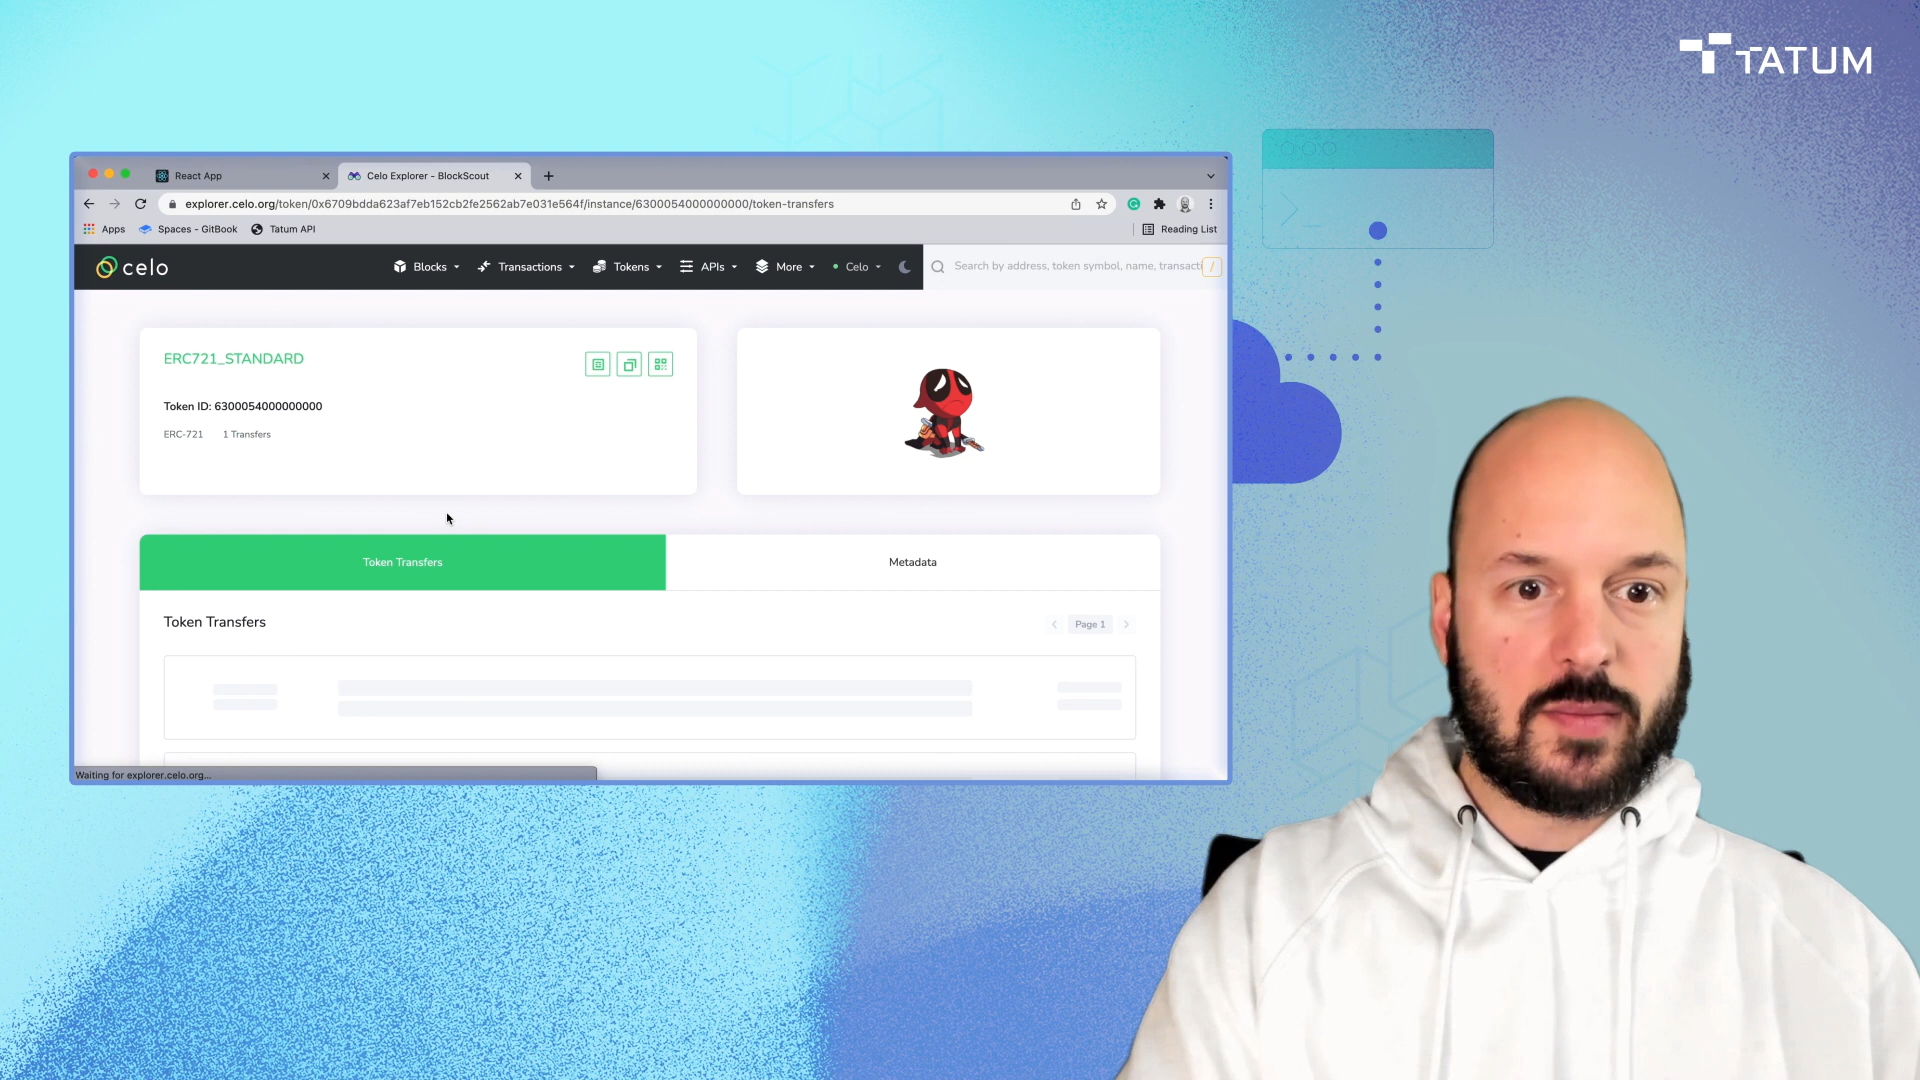 TATUM
React App
Celo Explorer - BlockScout
explorer.celo.org/token/0x6709bdda623af7eb152cb2fe2562ab7e031e564f/instance/6300054000000000/token-transfers
Apps
Spaces - GitBook
Tatum API
Reading List
celo
Blocks
Transactions
Tokens
APIs
More
Celo
Search by address, token symbol, name, transacti
/
ERC721_STANDARD
Token ID: 6300054000000000
ERC-721
1 Transfers
Token Transfers
Metadata
Token Transfers
Page 1
Waiting for explorer.celo.org...